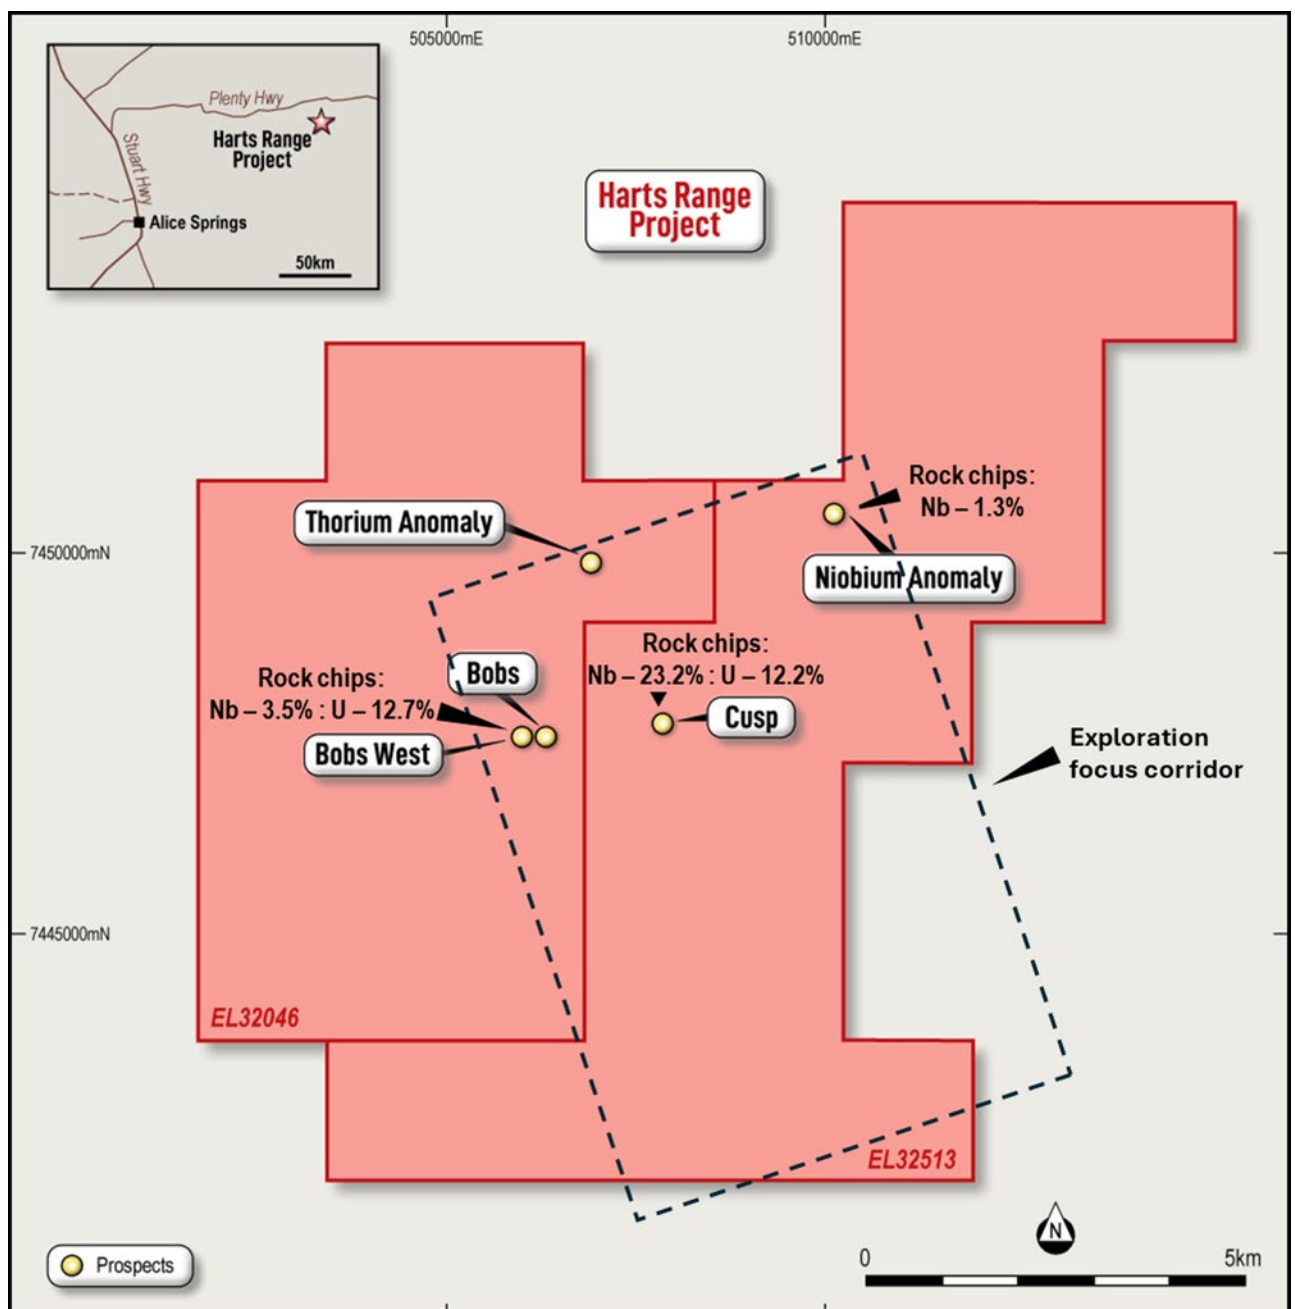 505000mE
510000mE
Plenty Hwy
Harts Range
Project
Stuart Hwy
Alice Springs
50km
Harts Range
Project
Rock chips:
Nb – 1.3%
Thorium Anomaly
7450000mN
Niobium Anomaly
Rock chips:
Nb – 23.2% : U – 12.2%
Bobs
Rock chips:
Nb – 3.5% : U – 12.7%
Cusp
Bobs West
Exploration
focus corridor
7445000mN
EL32046
EL32513
N
Prospects
0
5km